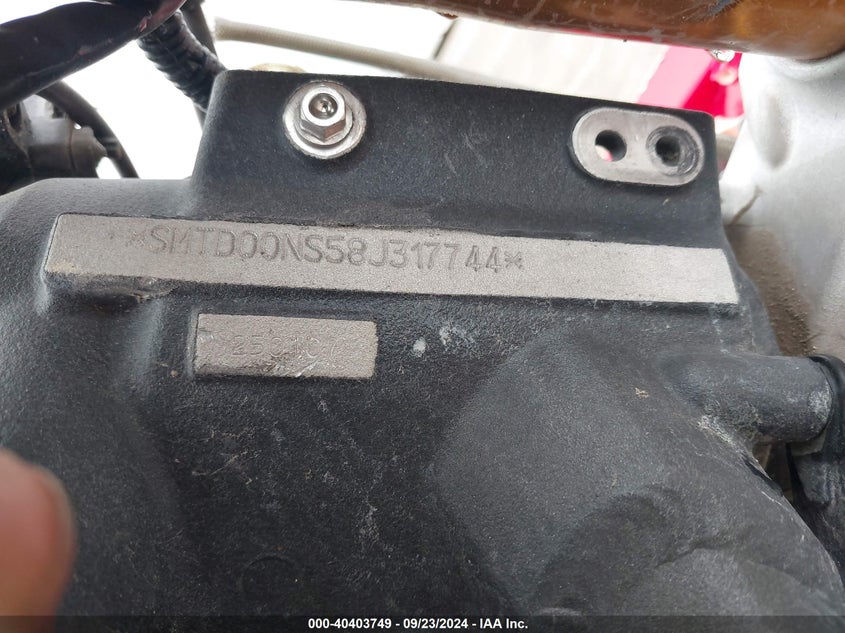 *SMTD00NS58J317744*
000-40403749 - 09/23/2024 - IAA Inc.